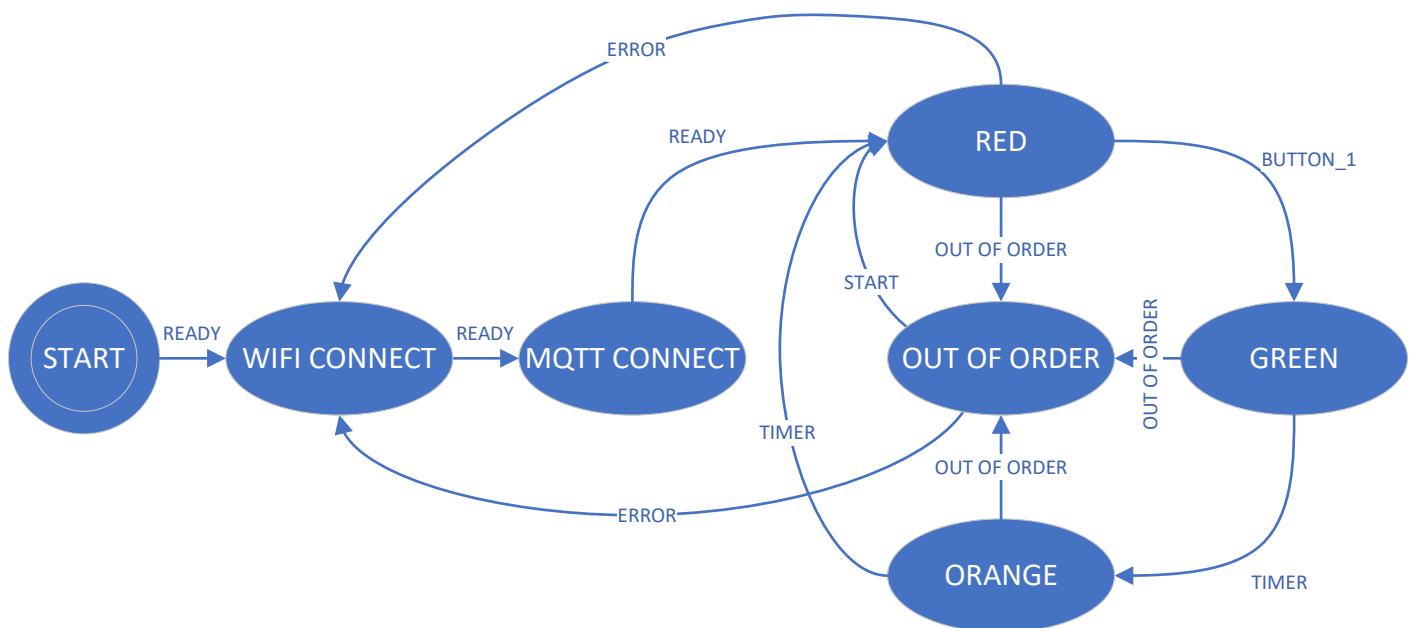 ERROR
RED
READY
BUTTON_1
OUT OF ORDER
START
OUT OF ORDER
START
READY
WIFI CONNECT
READY
MQTT CONNECT
OUT OF ORDER
GREEN
TIMER
OUT OF ORDER
ERROR
ORANGE
TIMER